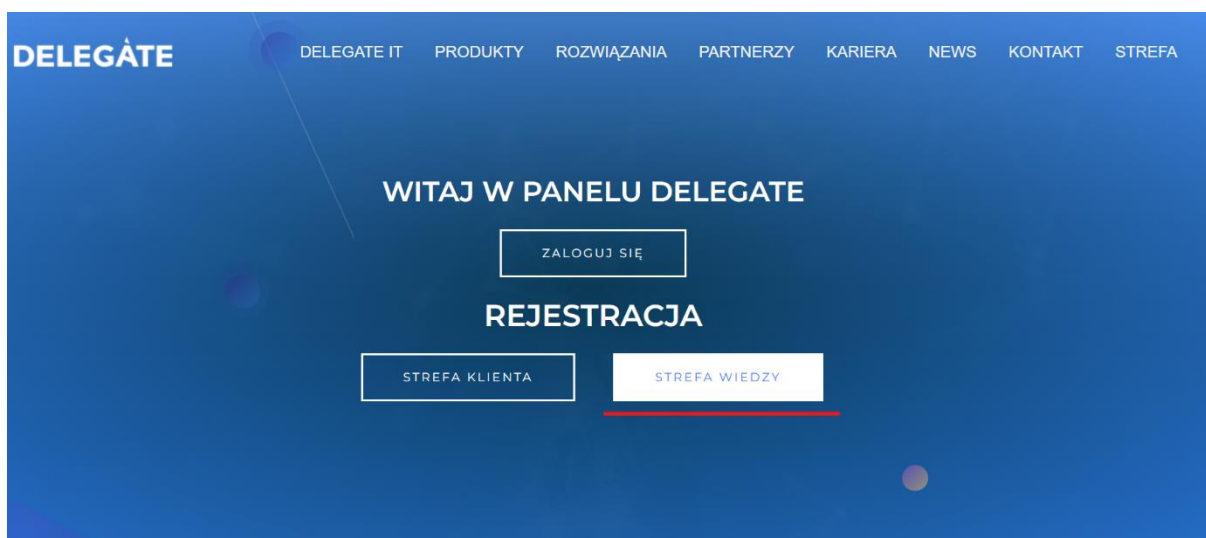 DELEGATE DELEGATE IT PRODUKTY ROZWIĄZANIA PARTNERZY KARIERA NEWS KONTAKT STREFA
WITAJ W PANELU DELEGATE
ZALOGUJ SIĘ
REJESTRACJA
STREFA KLIENTA STREFA WIEDZY